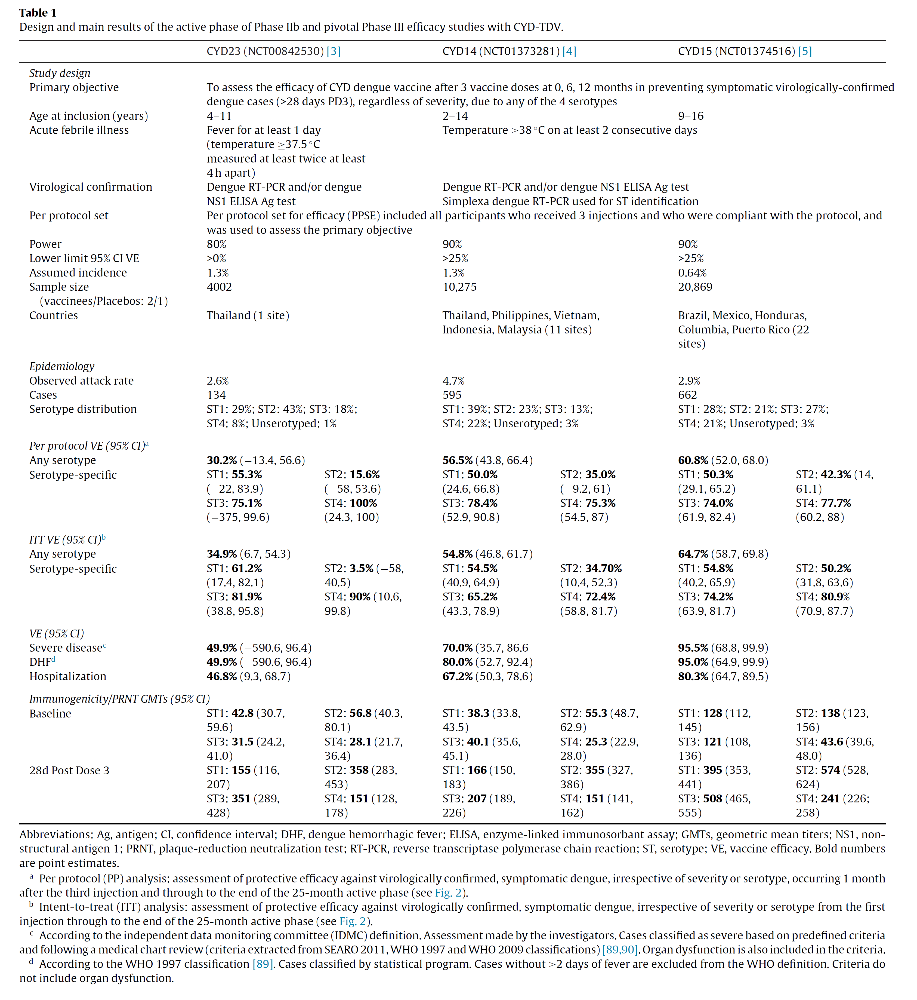 Table 1
Design and main results of the active phase of Phase IIb and pivotal Phase III efficacy studies with CYD-TDV.
CYD23 (NCT00842530) [3] CYD14 (NCT01373281) [4] CYD15 (NCT01374516) [5]
Study design
Primary objective To assess the efficacy of CYD dengue vaccine after 3 vaccine doses at 0, 6, 12 months in preventing symptomatic virologically-confirmed
dengue cases (>28 days PD3), regardless of severity, due to any of the 4 serotypes
Age at inclusion (years) 4–11 2–14 9–16
Acute febrile illness Fever for at least 1 day Temperature ≥38 °C on at least 2 consecutive days
(temperature ≥37.5 °C
measured at least twice at least
4 h apart)
Virological confirmation Dengue RT-PCR and/or dengue Dengue RT-PCR and/or dengue NS1 ELISA Ag test
NS1 ELISA Ag test Simplexa dengue RT-PCR used for ST identification
Per protocol set Per protocol set for efficacy (PPSE) included all participants who received 3 injections and who were compliant with the protocol, and
was used to assess the primary objective
Power 80% 90% 90%
Lower limit 95% CI VE >0% >25% >25%
Assumed incidence 1.3% 1.3% 0.64%
Sample size 4002 10,275 20,869
(vaccinees/Placebos: 2/1)
Countries Thailand (1 site) Thailand, Philippines, Vietnam, Brazil, Mexico, Honduras,
Indonesia, Malaysia (11 sites) Columbia, Puerto Rico (22
sites)
Epidemiology
Observed attack rate 2.6% 4.7% 2.9%
Cases 134 595 662
Serotype distribution ST1: 29%; ST2: 43%; ST3: 18%; ST1: 39%; ST2: 23%; ST3: 13%; ST1: 28%; ST2: 21%; ST3: 27%;
ST4: 8%; Unserotyped: 1% ST4: 22%; Unserotyped: 3% ST4: 21%; Unserotyped: 3%
Per protocol VE (95% CI)a
Any serotype 30.2% (−13.4, 56.6) 56.5% (43.8, 66.4) 60.8% (52.0, 68.0)
Serotype-specific ST1: 55.3% ST2: 15.6% ST1: 50.0% ST2: 35.0% ST1: 50.3% ST2: 42.3% (14,
(−22, 83.9) (−58, 53.6) (24.6, 66.8) (−9.2, 61) (29.1, 65.2) 61.1)
ST3: 75.1% ST4: 100% ST3: 78.4% ST4: 75.3% ST3: 74.0% ST4: 77.7%
(−375, 99.6) (24.3, 100) (52.9, 90.8) (54.5, 87) (61.9, 82.4) (60.2, 88)
ITT VE (95% CI)b
Any serotype 34.9% (6.7, 54.3) 54.8% (46.8, 61.7) 64.7% (58.7, 69.8)
Serotype-specific ST1: 61.2% ST2: 3.5% (−58, ST1: 54.5% ST2: 34.70% ST1: 54.8% ST2: 50.2%
(17.4, 82.1) 40.5) (40.9, 64.9) (10.4, 52.3) (40.2, 65.9) (31.8, 63.6)
ST3: 81.9% ST4: 90% (10.6, ST3: 65.2% ST4: 72.4% ST3: 74.2% ST4: 80.9%
(38.8, 95.8) 99.8) (43.3, 78.9) (58.8, 81.7) (63.9, 81.7) (70.9, 87.7)
VE (95% CI)
Severe diseasec 49.9% (−590.6, 96.4) 70.0% (35.7, 86.6 95.5% (68.8, 99.9)
DHFd 49.9% (−590.6, 96.4) 80.0% (52.7, 92.4) 95.0% (64.9, 99.9)
Hospitalization 46.8% (9.3, 68.7) 67.2% (50.3, 78.6) 80.3% (64.7, 89.5)
Immunogenicity/PRNT GMTs (95% CI)
Baseline ST1: 42.8 (30.7, ST2: 56.8 (40.3, ST1: 38.3 (33.8, ST2: 55.3 (48.7, ST1: 128 (112, ST2: 138 (123,
59.6) 80.1) 43.5) 62.9) 145) 156)
ST3: 31.5 (24.2, ST4: 28.1 (21.7, ST3: 40.1 (35.6, ST4: 25.3 (22.9, ST3: 121 (108, ST4: 43.6 (39.6,
41.0) 36.4) 45.1) 28.0) 136) 48.0)
28d Post Dose 3 ST1: 155 (116, ST2: 358 (283, ST1: 166 (150, ST2: 355 (327, ST1: 395 (353, ST2: 574 (528,
207) 453) 183) 386) 441) 624)
ST3: 351 (289, ST4: 151 (128, ST3: 207 (189, ST4: 151 (141, ST3: 508 (465, ST4: 241 (226;
428) 178) 226) 162) 555) 258)
Abbreviations: Ag, antigen; CI, confidence interval; DHF, dengue hemorrhagic fever; ELISA, enzyme-linked immunosorbant assay; GMTs, geometric mean titers; NS1, non-
structural antigen 1; PRNT, plaque-reduction neutralization test; RT-PCR, reverse transcriptase polymerase chain reaction; ST, serotype; VE, vaccine efficacy. Bold numbers
are point estimates.
a Per protocol (PP) analysis: assessment of protective efficacy against virologically confirmed, symptomatic dengue, irrespective of severity or serotype, occurring 1 month
after the third injection and through to the end of the 25-month active phase (see Fig. 2).
b Intent-to-treat (ITT) analysis: assessment of protective efficacy against virologically confirmed, symptomatic dengue, irrespective of severity or serotype from the first
injection through to the end of the 25-month active phase (see Fig. 2).
c According to the independent data monitoring committee (IDMC) definition. Assessment made by the investigators. Cases classified as severe based on predefined criteria
and following a medical chart review (criteria extracted from SEARO 2011, WHO 1997 and WHO 2009 classifications) [89,90]. Organ dysfunction is also included in the criteria.
d According to the WHO 1997 classification [89]. Cases classified by statistical program. Cases without ≥2 days of fever are excluded from the WHO definition. Criteria do
not include organ dysfunction.